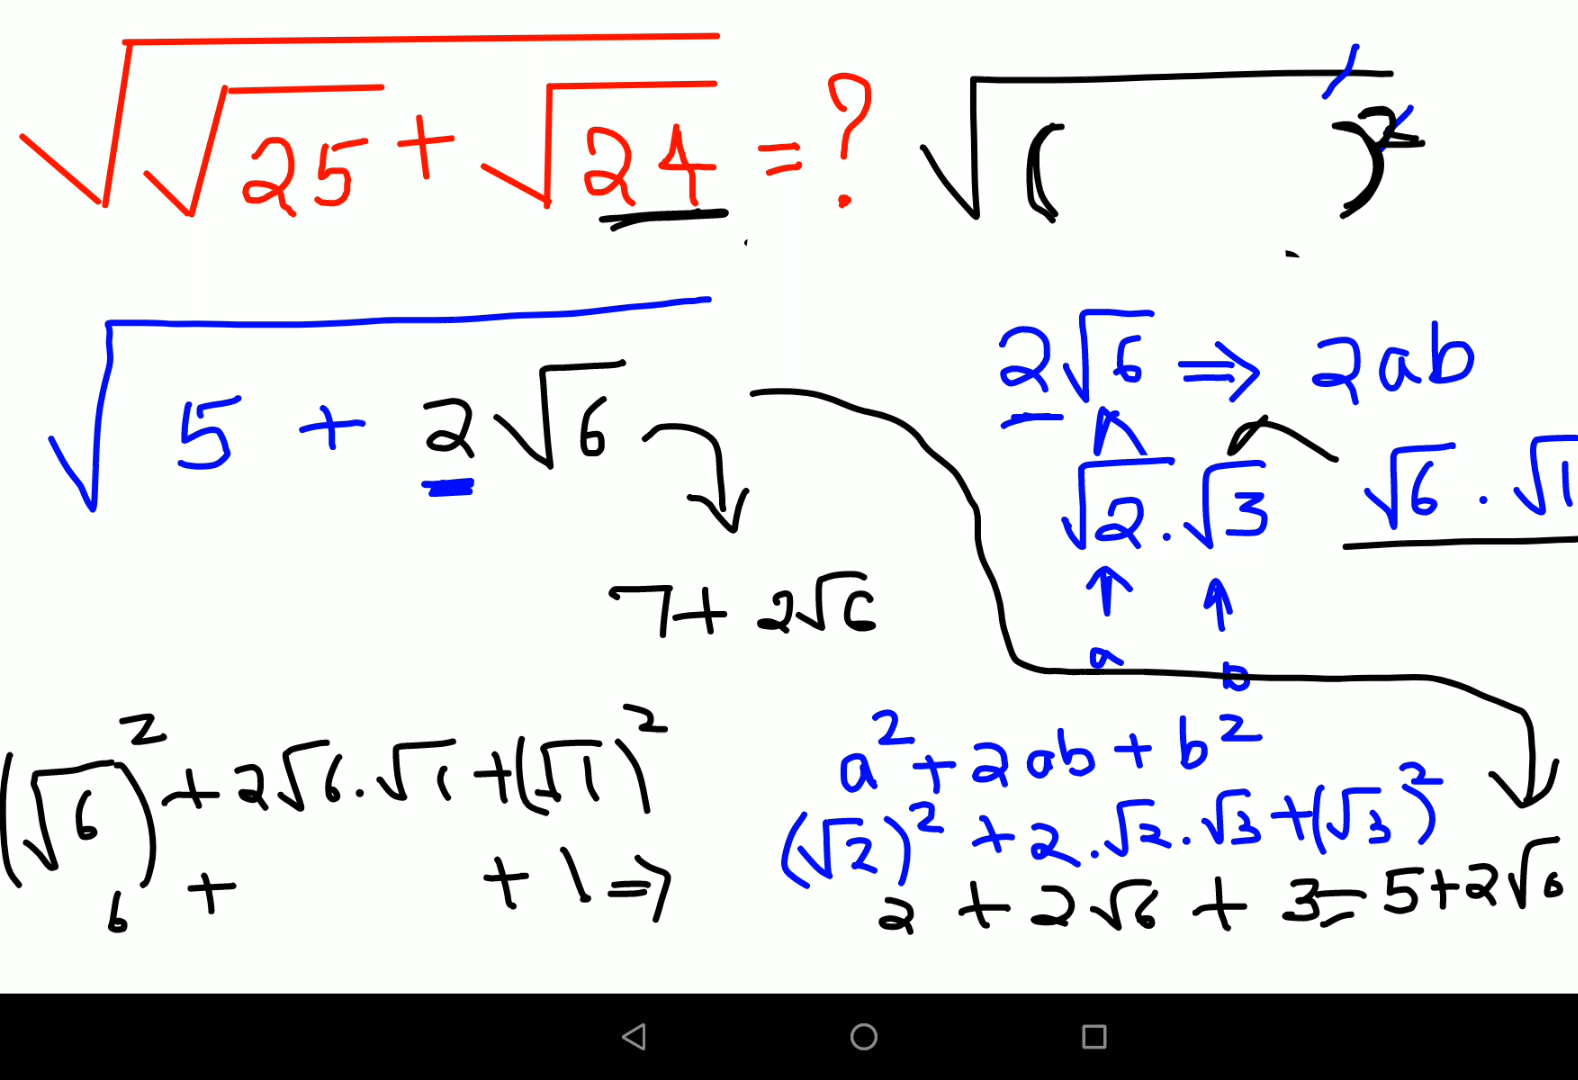 √(√25 + √24) = ?
√( )²
√(5 + 2√6)
2√6 ⇒ 2ab
√2 . √3
√6 . √1
a b
7 + 2√6
(√6)² + 2√6 . √1 + (√1)²
6 + + 1 ⇒
a² + 2ab + b²
(√2)² + 2 . √2 . √3 + (√3)²
2 + 2√6 + 3 = 5 + 2√6